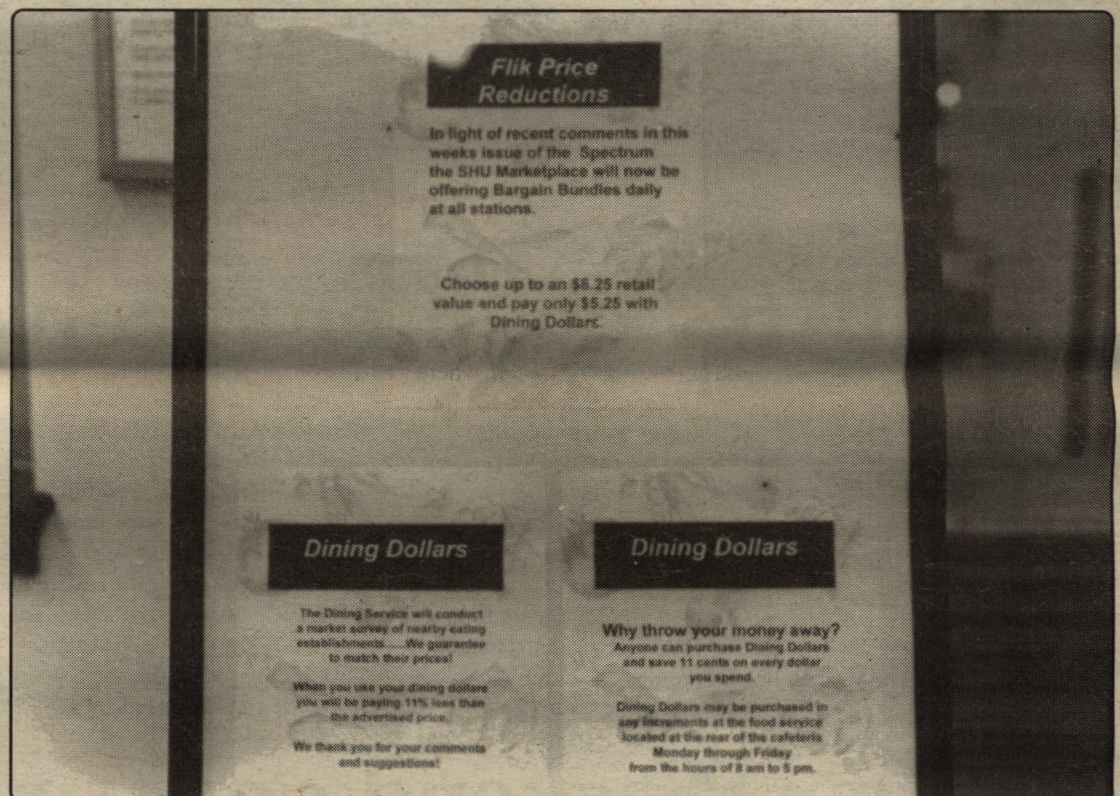 Flik Price
Reductions
In light of recent comments in this
weeks issue of the Spectrum
the SHU Marketplace will now be
offering Bargain Bundles daily
at all stations.
Choose up to an $8.25 retail
value and pay only $5.25 with
Dining Dollars.
Dining Dollars
The Dining Service will conduct
a market survey of nearby eating
establishments.....We guarantee
to match their prices!
When you use your dining dollars
you will be paying 11% less than
the advertised price.
We thank you for your comments
and suggestions!
Dining Dollars
Why throw your money away?
Anyone can purchase Dining Dollars
and save 11 cents on every dollar
you spend.
Dining Dollars may be purchased in
any increments at the food service
located at the rear of the cafeteria
Monday through Friday
from the hours of 8 am to 5 pm.